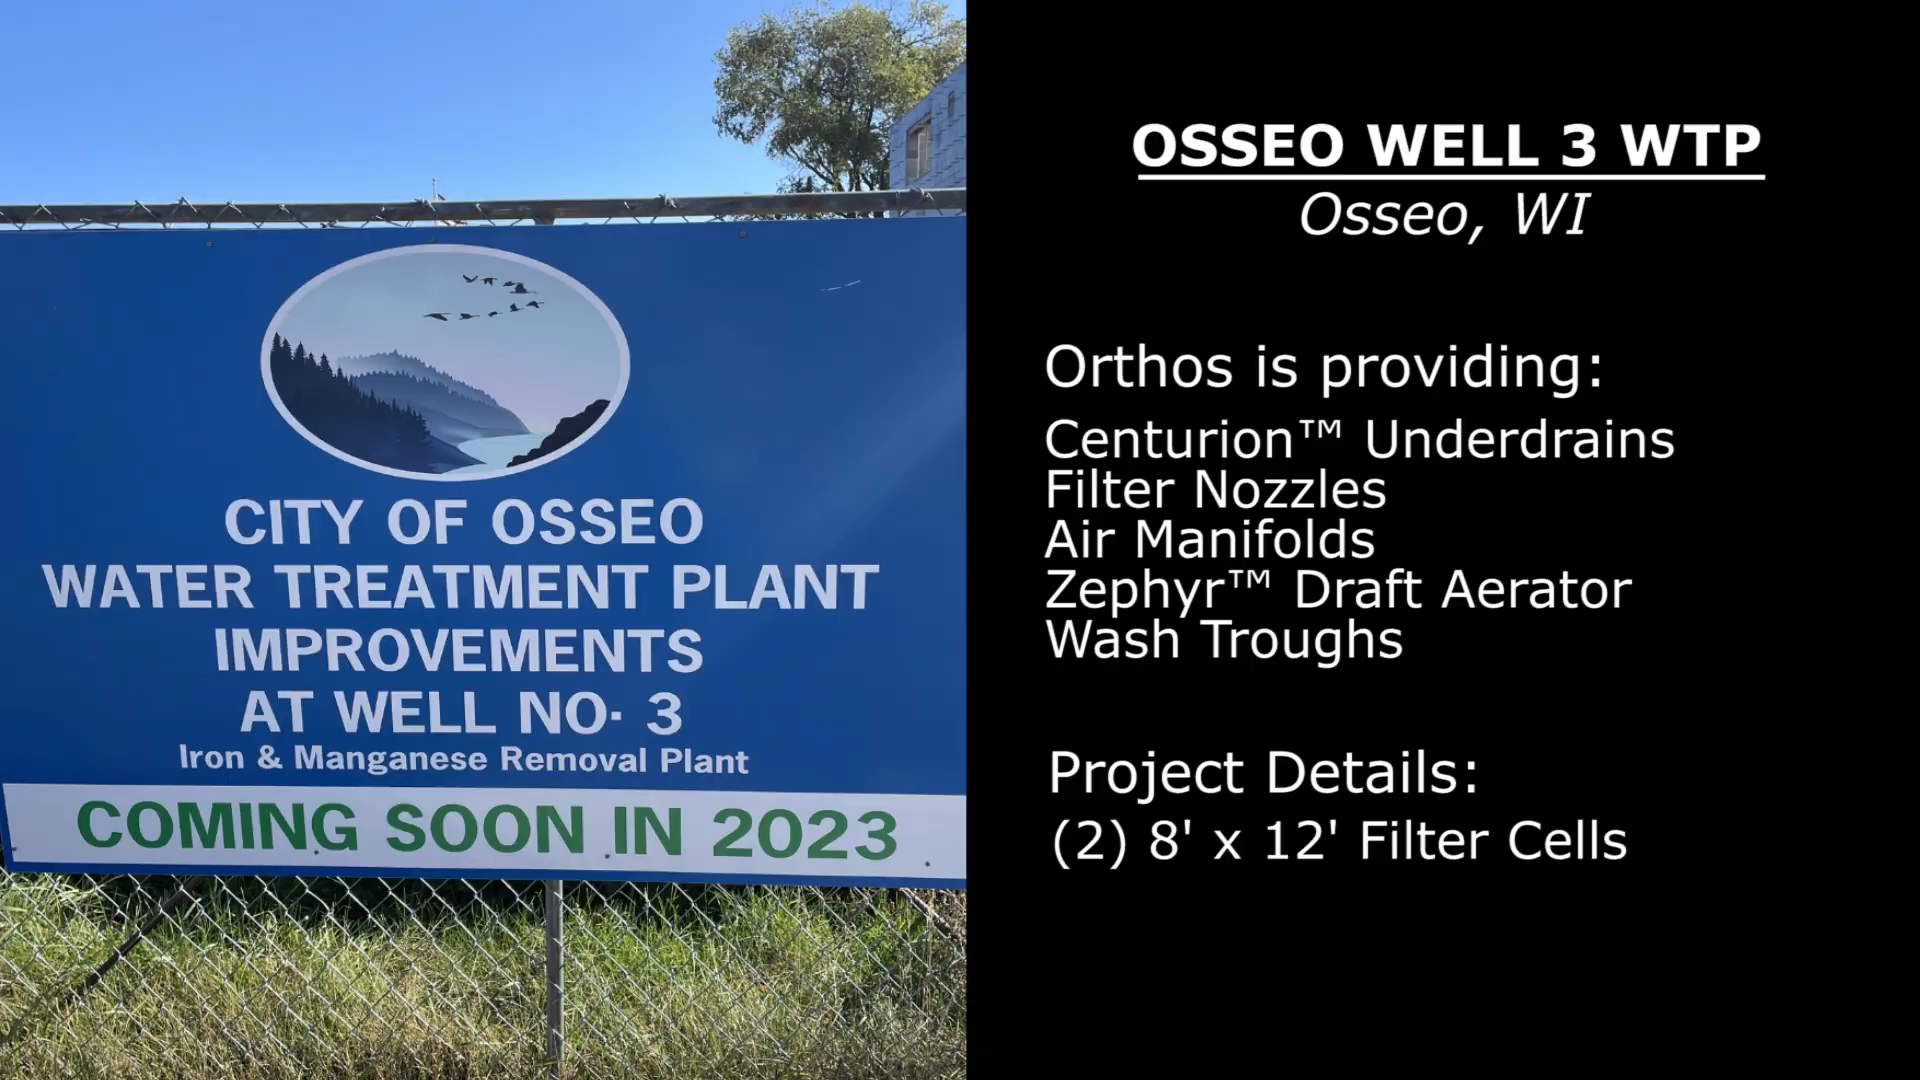 CITY OF OSSEO
WATER TREATMENT PLANT
IMPROVEMENTS
AT WELL NO. 3
Iron & Manganese Removal Plant
COMING SOON IN 2023
OSSEO WELL 3 WTP
Osseo, WI
Orthos is providing:
Centurion™ Underdrains
Filter Nozzles
Air Manifolds
Zephyr™ Draft Aerator
Wash Troughs
Project Details:
(2) 8' x 12' Filter Cells